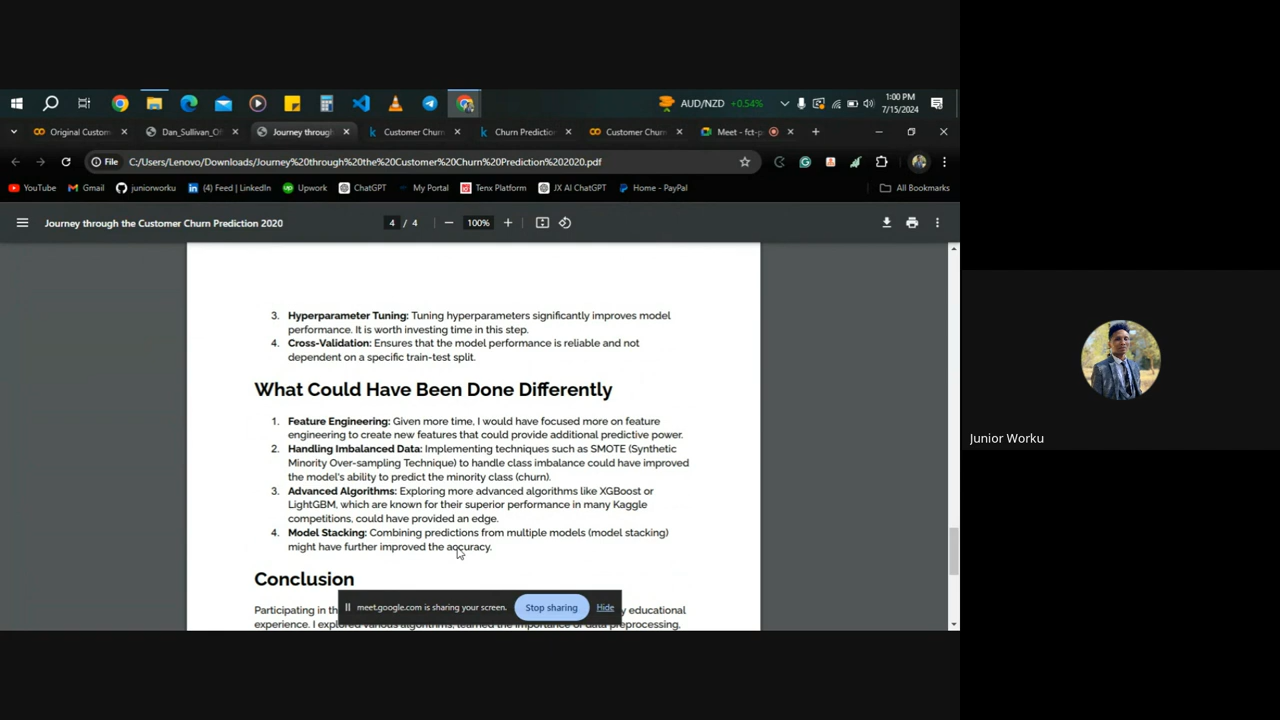 AUD/NZD +0.54%
1:00 PM
7/15/2024
Original Custom
Dan_Sullivan_O
Journey throug
Customer Churn
Churn Predictio
Customer Churn
Meet - fct-p
File
C:/Users/Lenovo/Downloads/Journey%20through%20the%20Customer%20Churn%20Prediction%202020.pdf
YouTube
Gmail
juniorworku
(4) Feed | LinkedIn
Upwork
ChatGPT
My Portal
Tenx Platform
JX AI ChatGPT
Home - PayPal
All Bookmarks
Journey through the Customer Churn Prediction 2020
4 / 4
100%
3. Hyperparameter Tuning: Tuning hyperparameters significantly improves model
performance. It is worth investing time in this step.
4. Cross-Validation: Ensures that the model performance is reliable and not
dependent on a specific train-test split.
What Could Have Been Done Differently
1. Feature Engineering: Given more time, I would have focused more on feature
engineering to create new features that could provide additional predictive power.
2. Handling Imbalanced Data: Implementing techniques such as SMOTE (Synthetic
Minority Over-sampling Technique) to handle class imbalance could have improved
the model's ability to predict the minority class (churn).
3. Advanced Algorithms: Exploring more advanced algorithms like XGBoost or
LightGBM, which are known for their superior performance in many Kaggle
competitions, could have provided an edge.
4. Model Stacking: Combining predictions from multiple models (model stacking)
might have further improved the accuracy.
Conclusion
Participating in th
y educational
experience. I explored various algorithms, learned the importance of data preprocessing,
meet.google.com is sharing your screen.
Stop sharing
Hide
Junior Worku